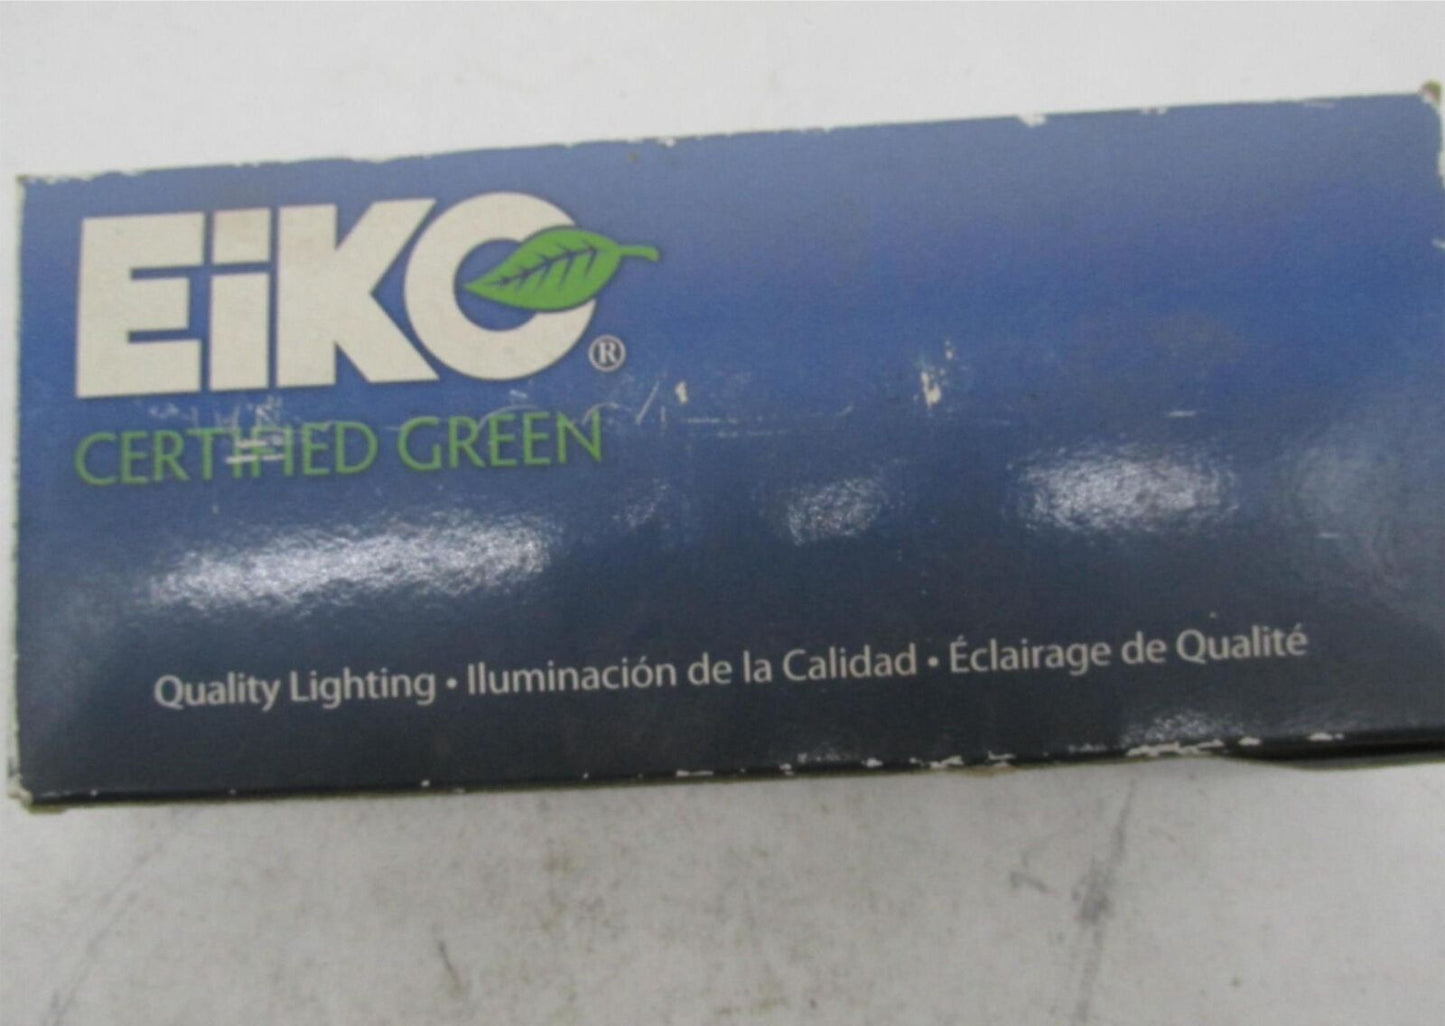 EiKO®
CERTIFIED GREEN
Quality Lighting • Iluminación de la Calidad • Éclairage de Qualité